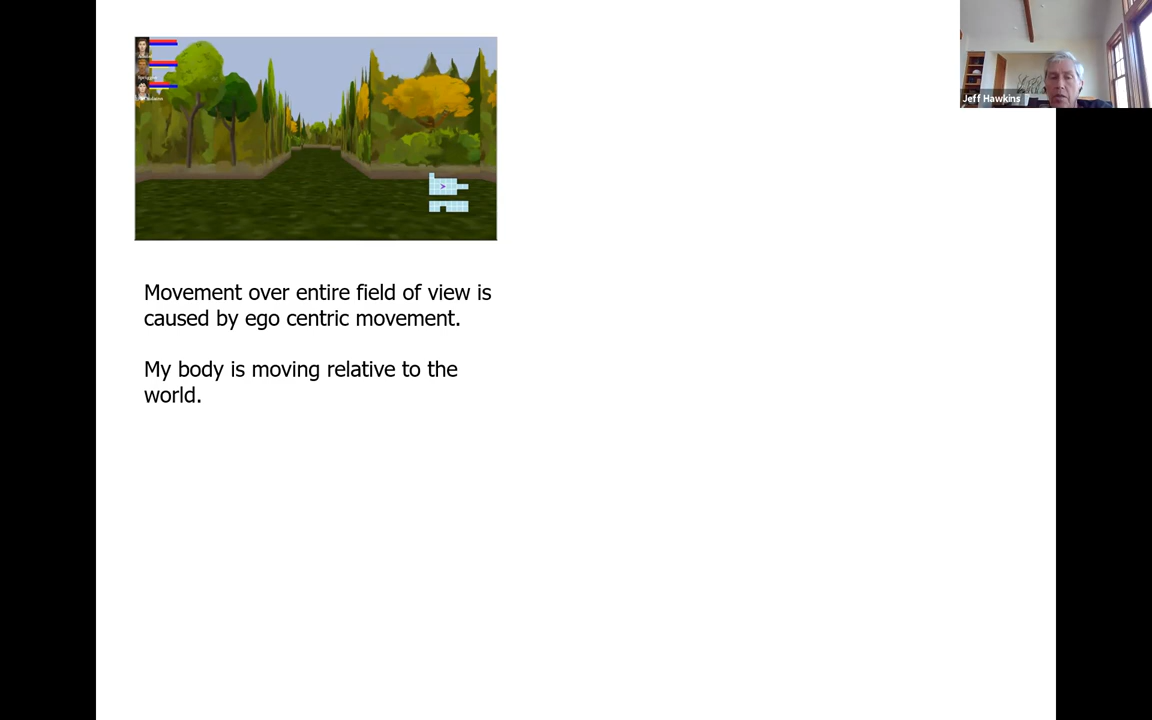 Jeff Hawkins
Movement over entire field of view is
caused by ego centric movement.
My body is moving relative to the
world.